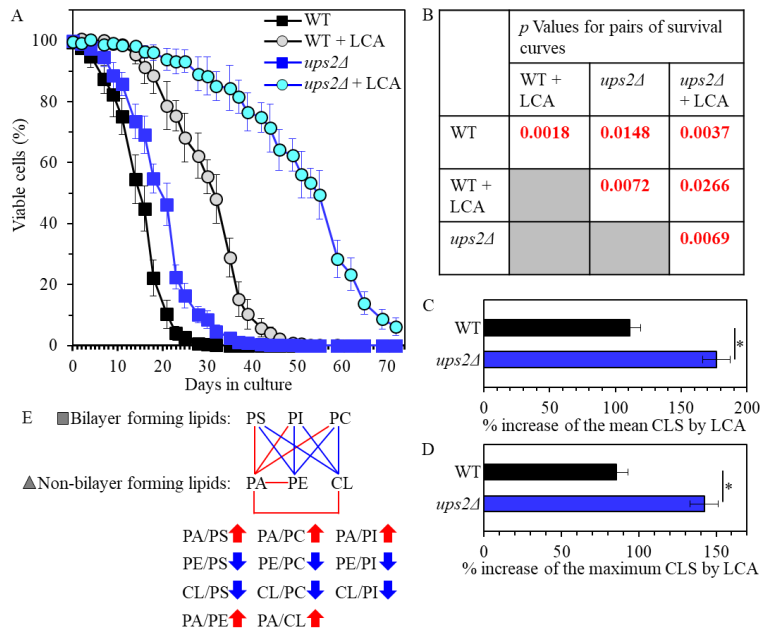 A
WT
WT + LCA
ups2Δ
ups2Δ + LCA
Viable cells (%)
100
80
60
40
20
0
0 10 20 30 40 50 60 70
Days in culture
B
p Values for pairs of survival
curves
WT +
LCA
ups2Δ
ups2Δ
+ LCA
WT
0.0018 0.0148 0.0037
WT +
LCA
0.0072 0.0266
ups2Δ
0.0069
C
WT
ups2Δ
*
0 50 100 150 200
% increase of the mean CLS by LCA
D
WT
ups2Δ
*
0 50 100 150
% increase of the maximum CLS by LCA
E
Bilayer forming lipids: PS PI PC
Non-bilayer forming lipids: PA PE CL
PA/PS PA/PC PA/PI
PE/PS PE/PC PE/PI
CL/PS CL/PC CL/PI
PA/PE PA/CL